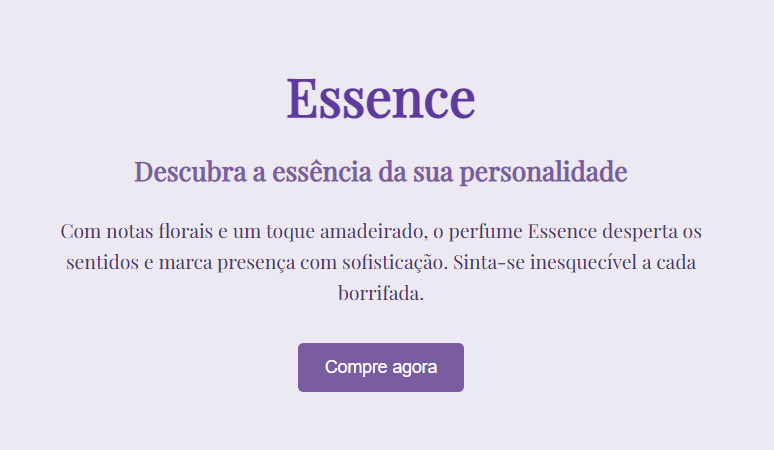 Essence
Descubra a essência da sua personalidade
Com notas florais e um toque amadeirado, o perfume Essence desperta os
sentidos e marca presença com sofisticação. Sinta-se inesquecível a cada
borrifada.
Compre agora